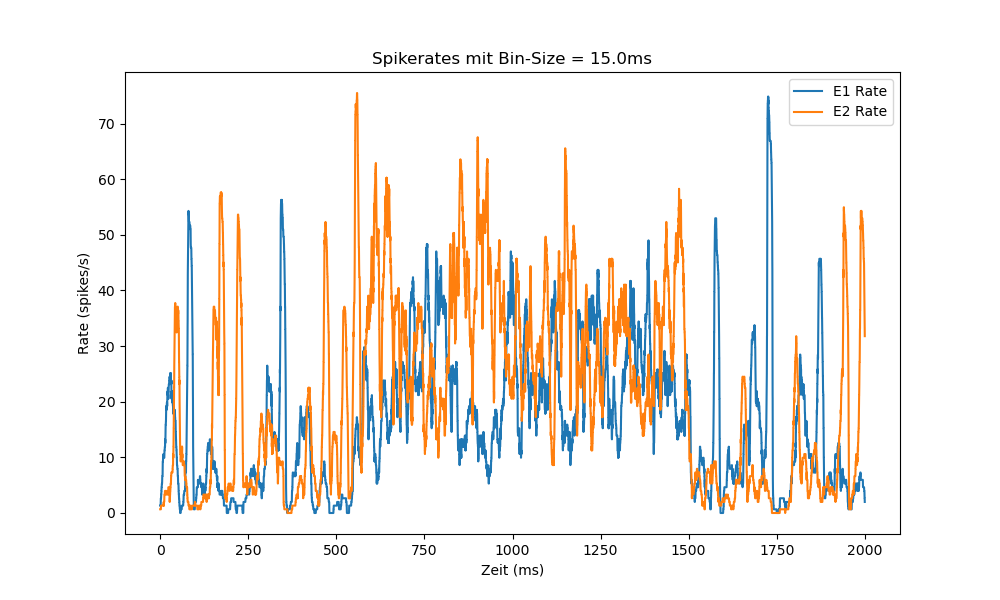 Spikerates mit Bin-Size = 15.0ms
E1 Rate
E2 Rate
Rate (spikes/s)
70
60
50
40
30
20
10
0
0 250 500 750 1000 1250 1500 1750 2000
Zeit (ms)